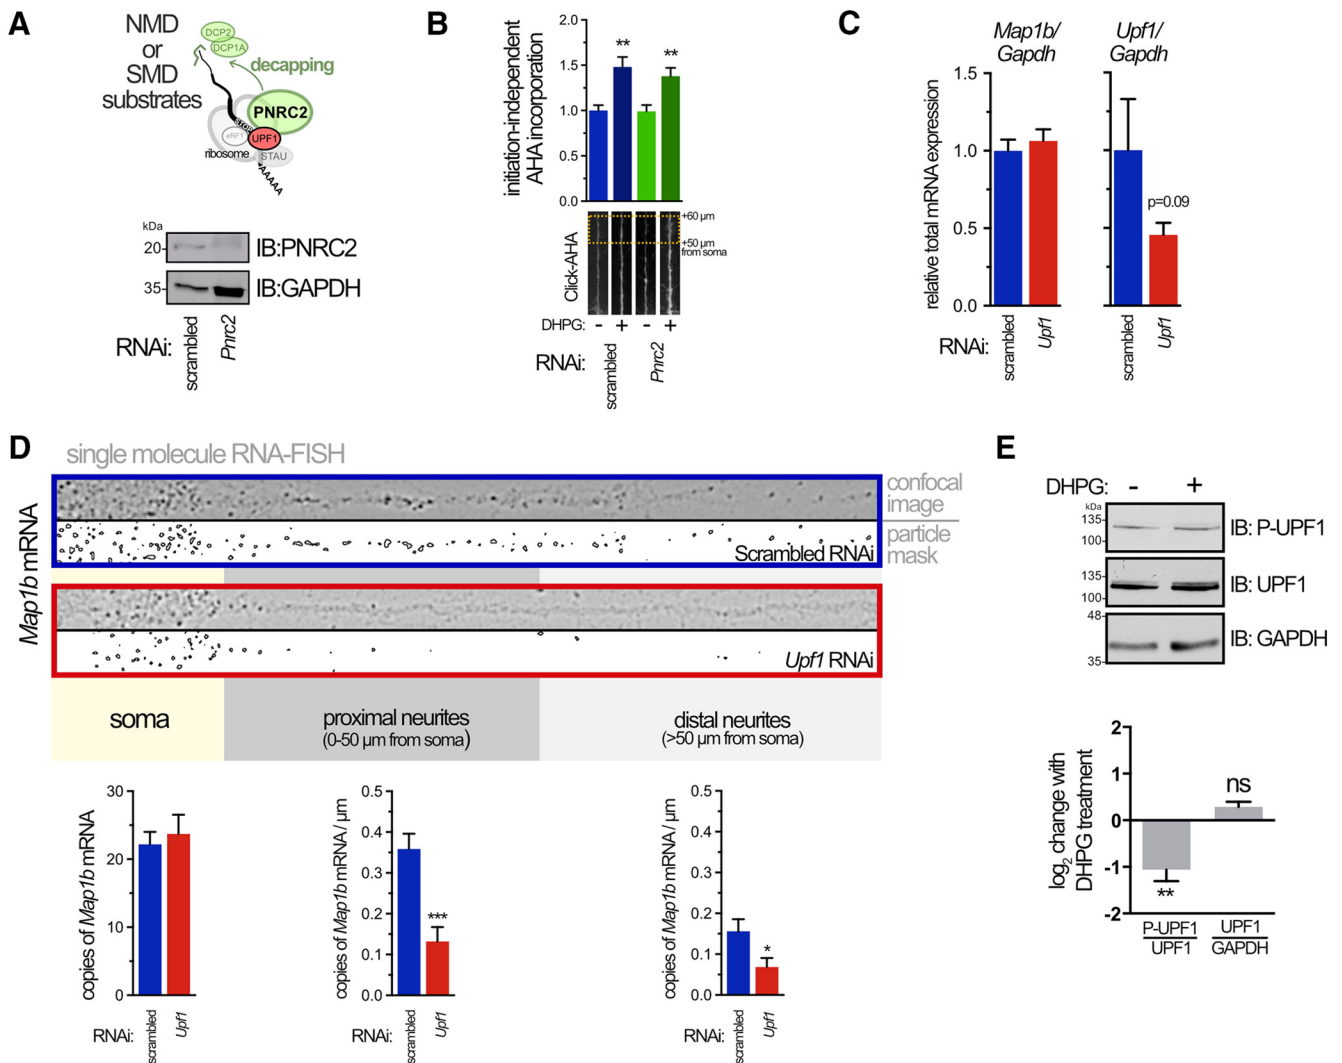 A
NMD
or
SMD
substrates
DCP2
DCP1A
decapping
PNRC2
STOP
eRF1
UPF1
ribosome
STAU
AAAAA
kDa
20
IB:PNRC2
35
IB:GAPDH
RNAi:
scrambled
Pnrc2
B
initiation-independent
AHA incorporation
2.0
1.5
1.0
0.5
0.0
**
**
Click-AHA
+60 µm
+50 µm
from soma
DHPG: - + - +
RNAi:
scrambled
Pnrc2
C
Map1b/
Gapdh
Upf1/
Gapdh
relative total mRNA expression
1.5
1.0
0.5
0.0
p=0.09
RNAi:
scrambled
Upf1
scrambled
Upf1
D
single molecule RNA-FISH
Map1b mRNA
confocal
image
particle
mask
Scrambled RNAi
Upf1 RNAi
soma
proximal neurites
(0-50 µm from soma)
distal neurites
(>50 µm from soma)
copies of Map1b mRNA
30
20
10
0
RNAi:
scrambled
Upf1
copies of Map1b mRNA/ µm
0.5
0.4
0.3
0.2
0.1
0.0
***
RNAi:
scrambled
Upf1
copies of Map1b mRNA/ µm
0.5
0.4
0.3
0.2
0.1
0.0
*
RNAi:
scrambled
Upf1
E
DHPG: - +
kDa
135
100
IB: P-UPF1
135
100
IB: UPF1
48
35
IB: GAPDH
log2 change with
DHPG treatment
2
1
0
-1
-2
**
ns
P-UPF1
UPF1
UPF1
GAPDH